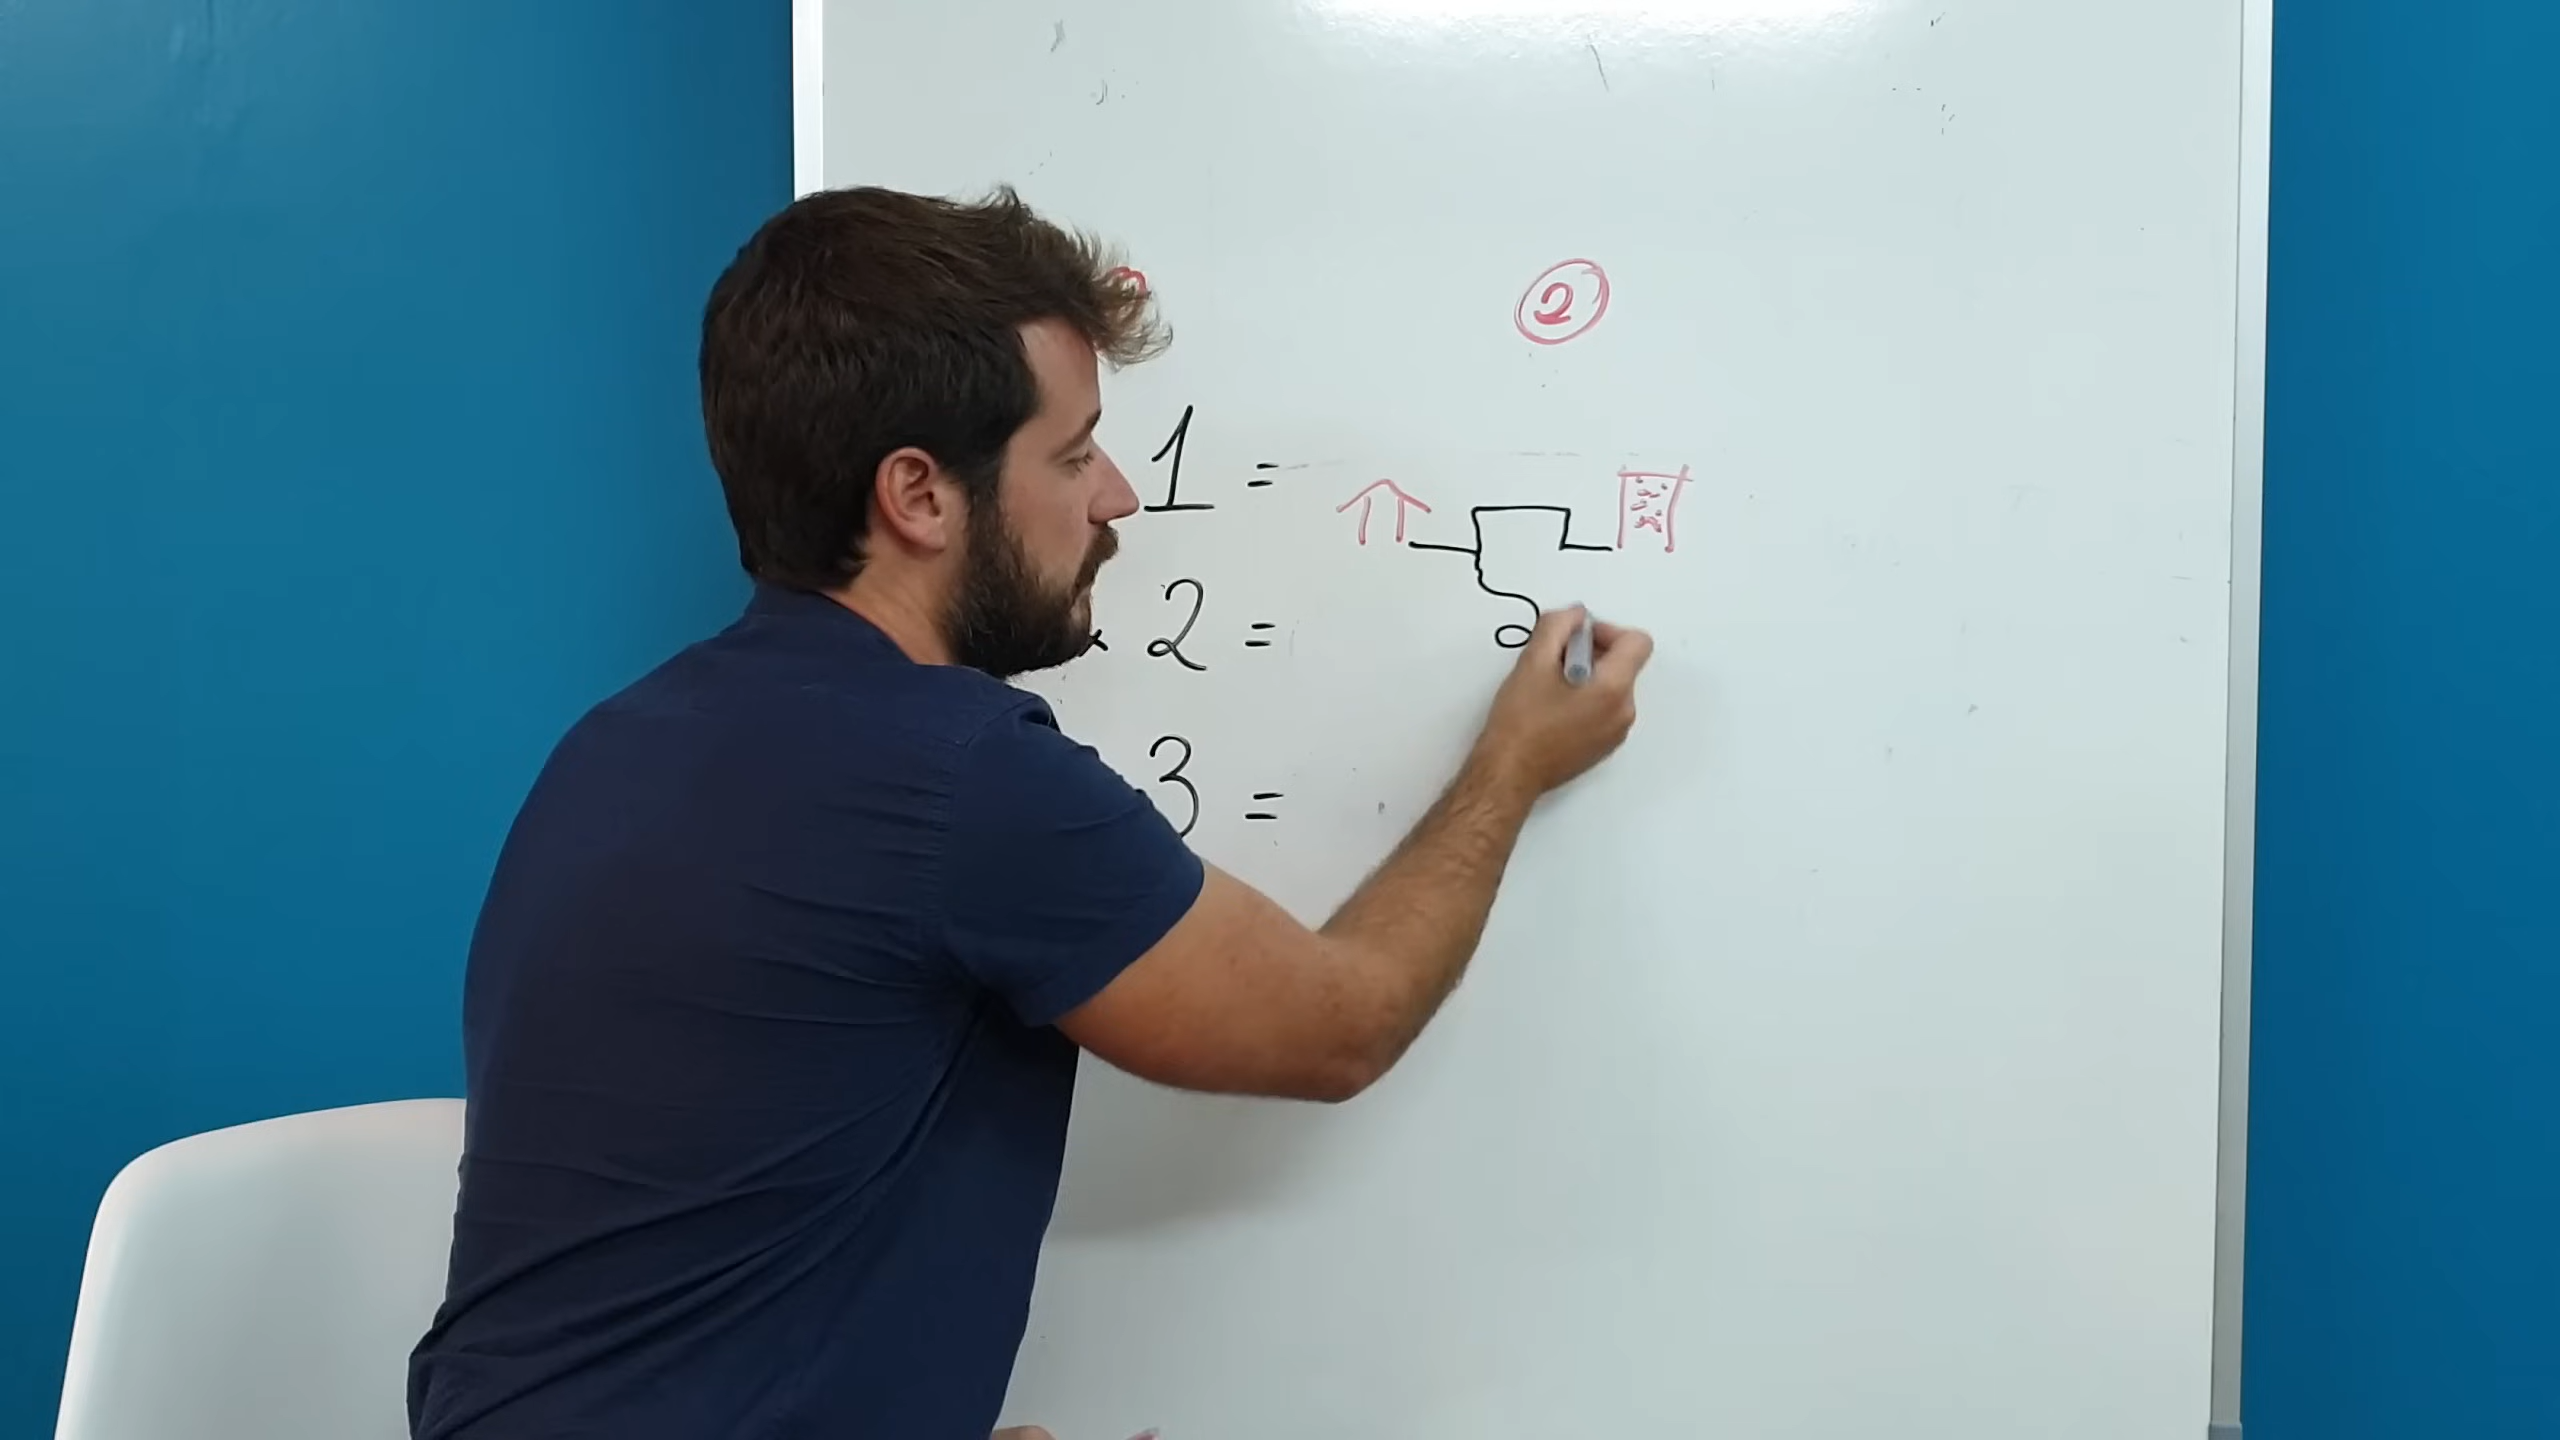 2
1 =
× 2 =
3 =